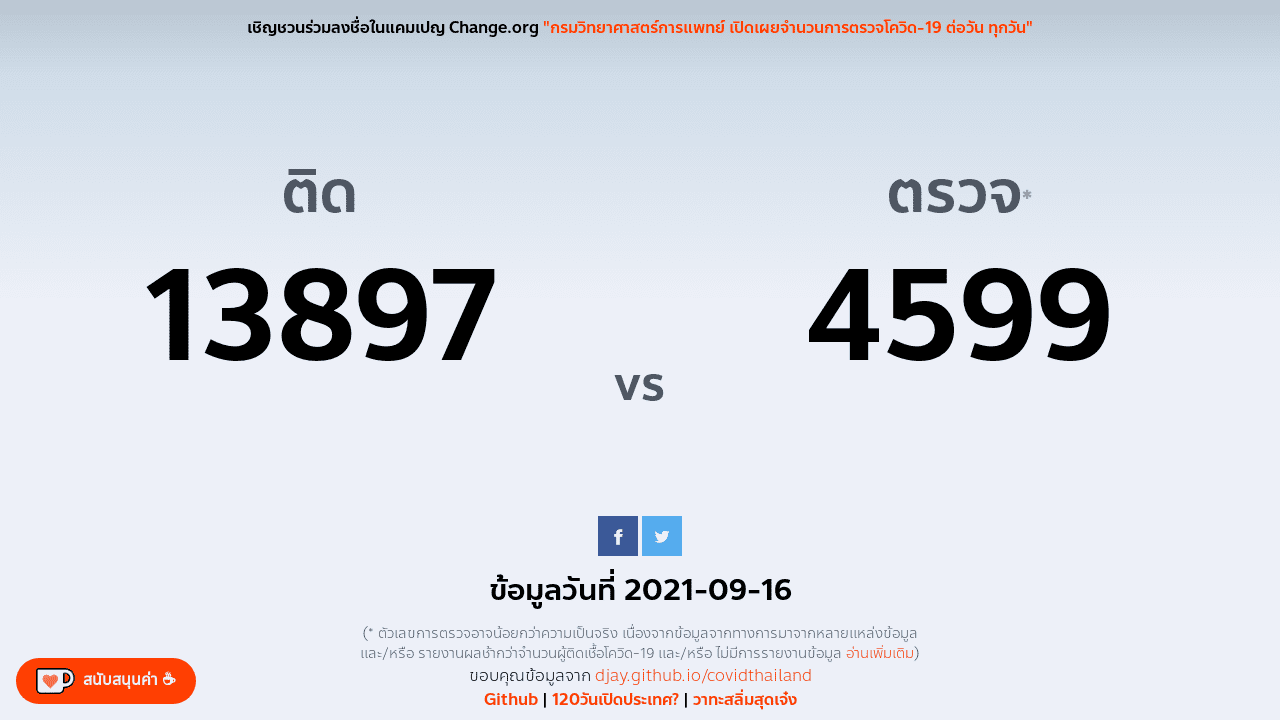 เชิญชวนร่วมลงชื่อในแคมเปญ Change.org "กรมวิทยาศาสตร์การแพทย์ เปิดเผยจำนวนการตรวจโควิด-19 ต่อวัน ทุกวัน"
ติด
ตรวจ*
13897
4599
vs
ข้อมูลวันที่ 2021-09-16
(* ตัวเลขการตรวจอาจน้อยกว่าความเป็นจริง เนื่องจากข้อมูลจากทางการมาจากหลายแหล่งข้อมูล
และ/หรือ รายงานผลช้ากว่าจำนวนผู้ติดเชื้อโควิด-19 และ/หรือ ไม่มีการรายงานข้อมูล อ่านเพิ่มเติม)
ขอบคุณข้อมูลจาก djay.github.io/covidthailand
Github | 120วันเปิดประเทศ? | วาทะสลิ่มสุดเจ๋ง
สนับสนุนค่า ☕